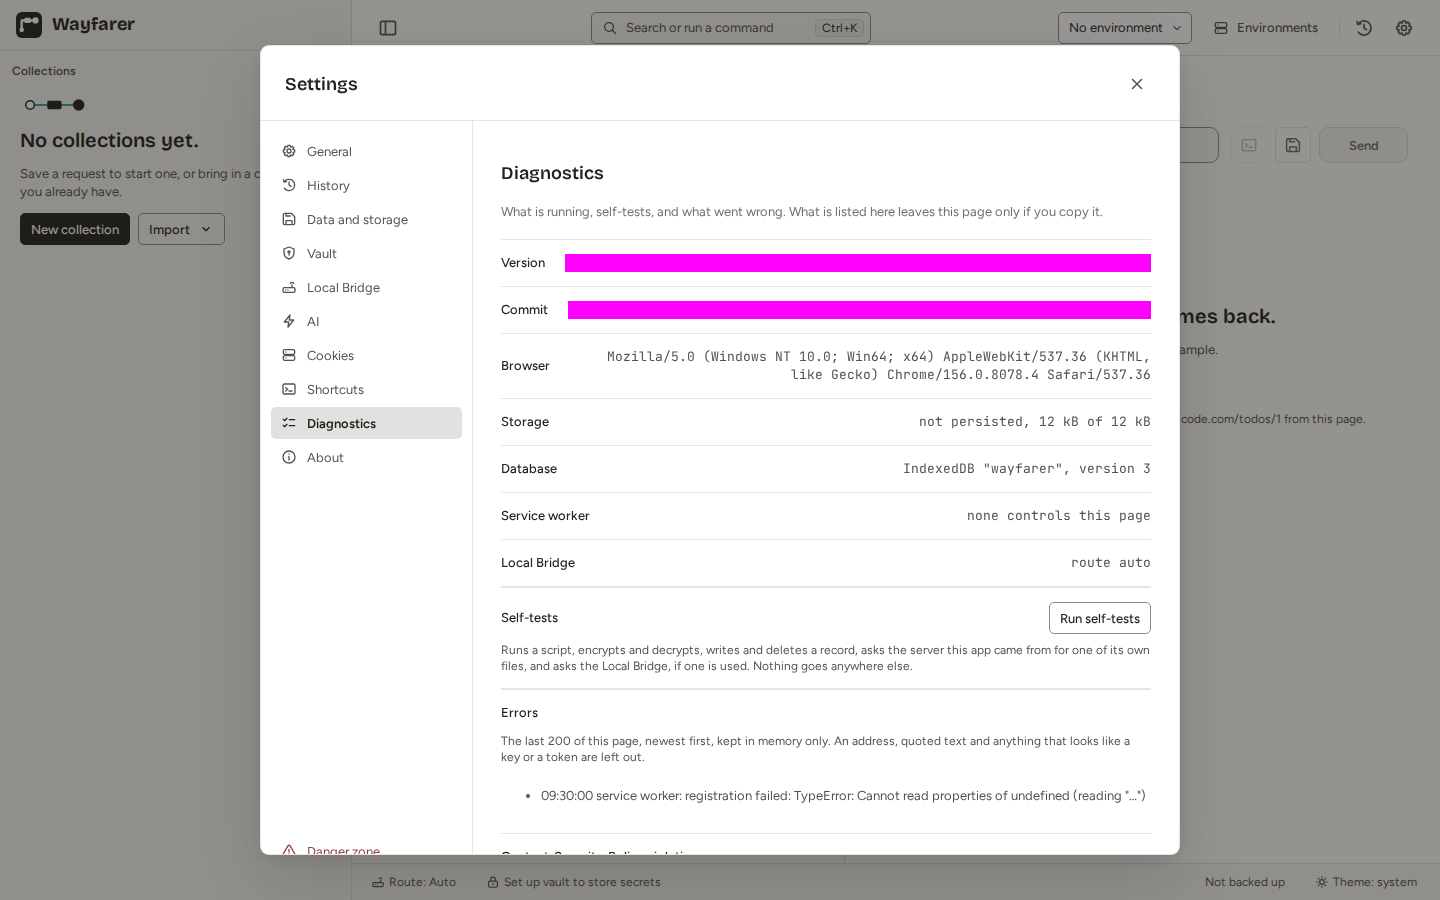 Wayfarer
Search or run a command
Ctrl+K
No environment
Environments
Collections
Settings
No collections yet.
Save a request to start one, or bring in a c
you already have.
New collection
Import
Send
General
History
Data and storage
Vault
Local Bridge
AI
Cookies
Shortcuts
Diagnostics
About
Danger zone
Diagnostics
What is running, self-tests, and what went wrong. What is listed here leaves this page only if you copy it.
Version
Commit
Browser
Mozilla/5.0 (Windows NT 10.0; Win64; x64) AppleWebKit/537.36 (KHTML,
like Gecko) Chrome/156.0.8078.4 Safari/537.36
Storage
not persisted, 12 kB of 12 kB
Database
IndexedDB "wayfarer", version 3
Service worker
none controls this page
Local Bridge
route auto
Self-tests
Run self-tests
Runs a script, encrypts and decrypts, writes and deletes a record, asks the server this app came from for one of its own
files, and asks the Local Bridge, if one is used. Nothing goes anywhere else.
Errors
The last 200 of this page, newest first, kept in memory only. An address, quoted text and anything that looks like a
key or a token are left out.
09:30:00 service worker: registration failed: TypeError: Cannot read properties of undefined (reading "…")
mes back.
ample.
code.com/todos/1 from this page.
Route: Auto
Set up vault to store secrets
Not backed up
Theme: system